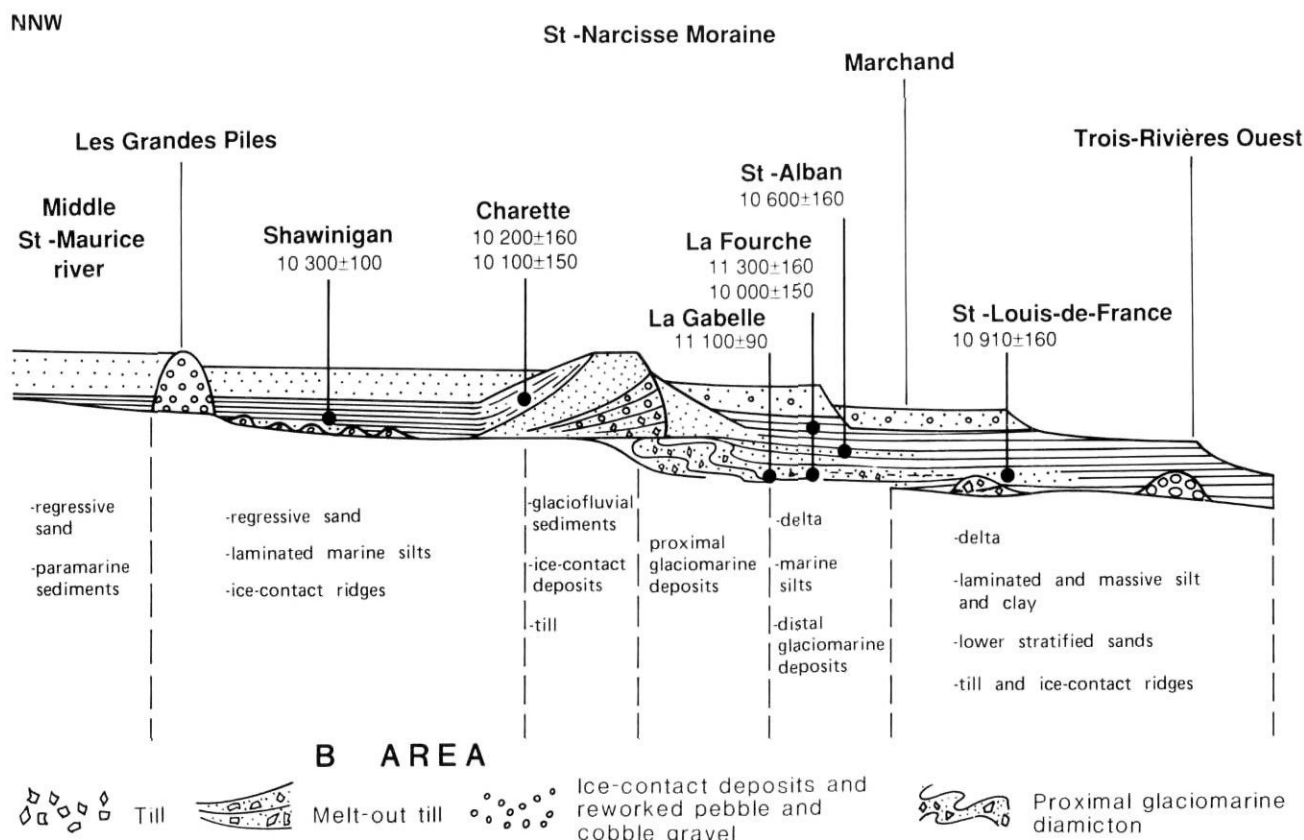 NNW
St -Narcisse Moraine
Marchand
Les Grandes Piles
Trois-Rivières Ouest
St -Alban
10 600±160
Middle
St -Maurice
river
Shawinigan
10 300±100
Charette
10 200±160
10 100±150
La Fourche
11 300±160
10 000±150
La Gabelle
11 100±90
St -Louis-de-France
10 910±160
-regressive
sand
-paramarine
sediments
-regressive sand
-laminated marine silts
-ice-contact ridges
-glaciofluvial
sediments
-ice-contact
deposits
-till
proximal
glaciomarine
deposits
-delta
-marine
silts
-distal
glaciomarine
deposits
-delta
-laminated and massive silt
and clay
-lower stratified sands
-till and ice-contact ridges
B AREA
Till
Melt-out till
Ice-contact deposits and
reworked pebble and
cobble gravel
Proximal glaciomarine
diamicton